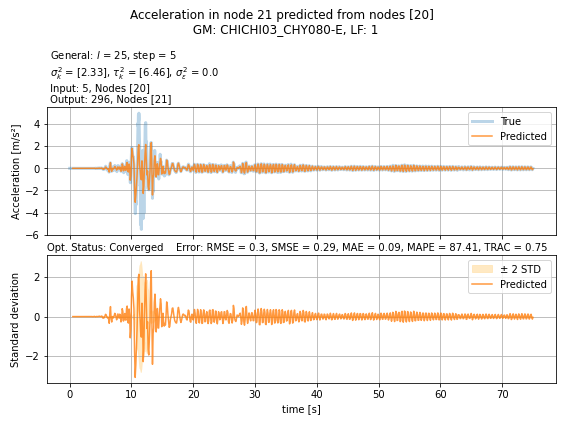 Acceleration in node 21 predicted from nodes [20]
GM: CHICHI03_CHY080-E, LF: 1
General: l = 25, step = 5
σ²ₖ = [2.33], τ²ₖ = [6.46], σ²ε = 0.0
Input: 5, Nodes [20]
Output: 296, Nodes [21]
Acceleration [m/s²]
4
2
0
−2
−4
−6
True
Predicted
Opt. Status: Converged    Error: RMSE = 0.3, SMSE = 0.29, MAE = 0.09, MAPE = 87.41, TRAC = 0.75
Standard deviation
2
0
−2
± 2 STD
Predicted
0 10 20 30 40 50 60 70
time [s]